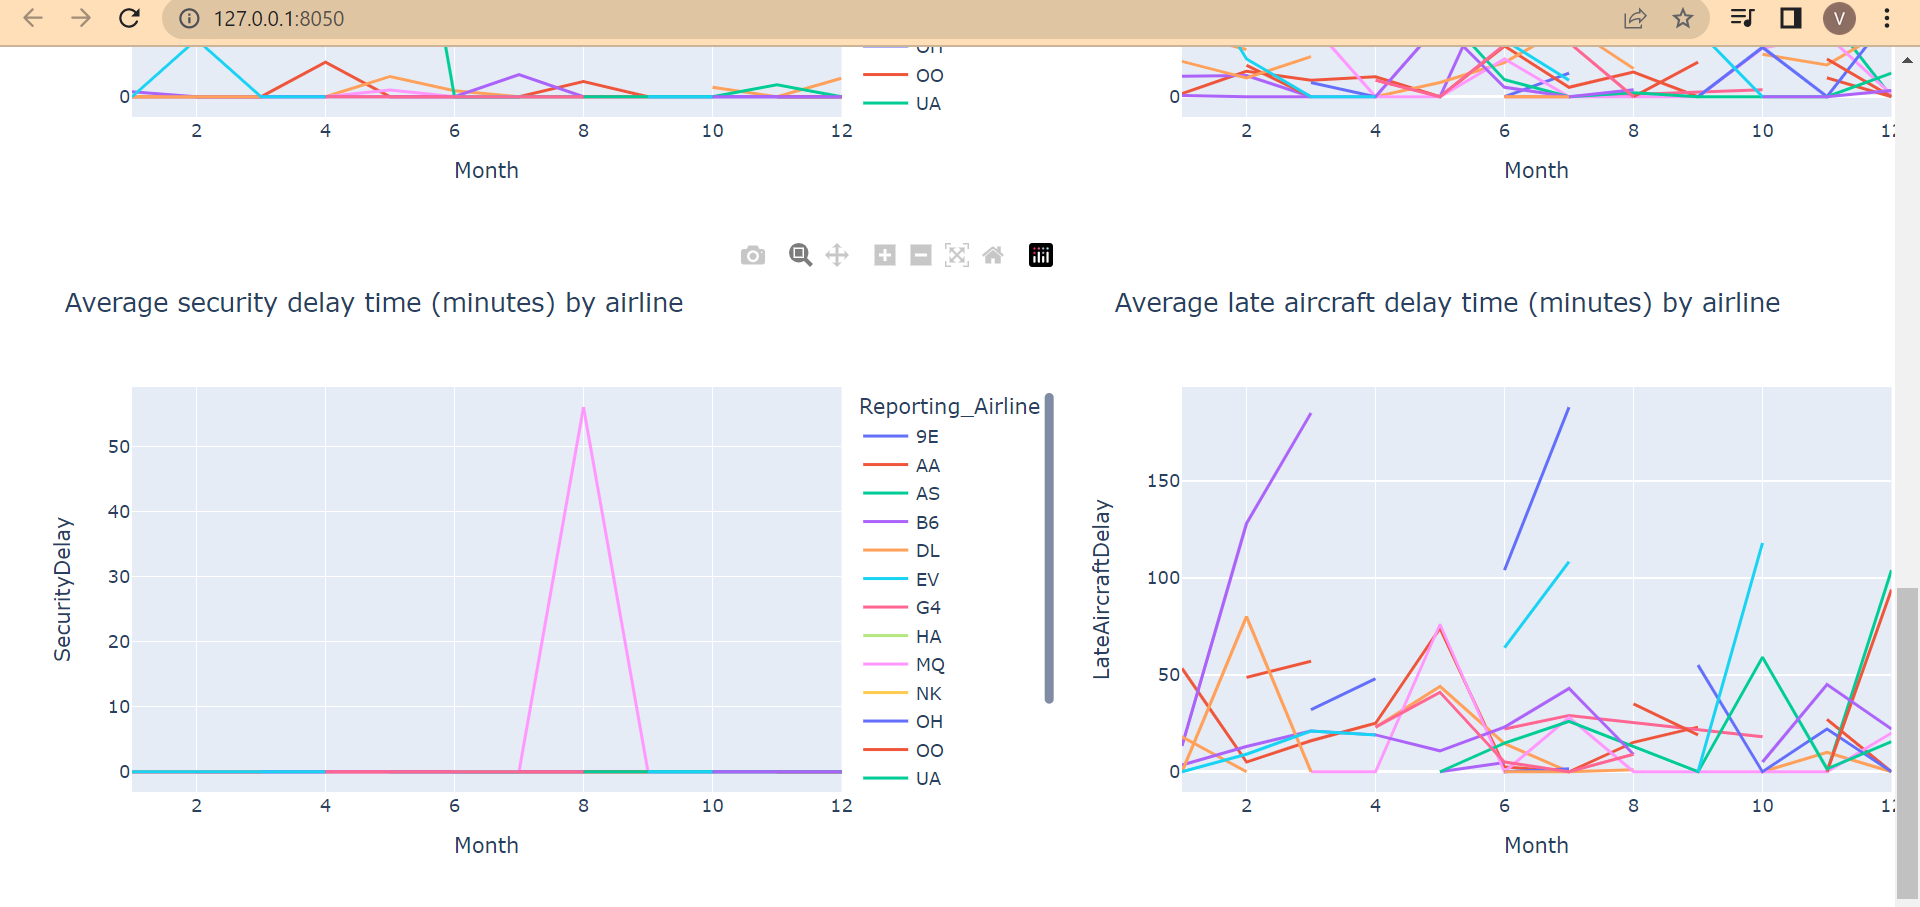 127.0.0.1:8050
V
OH
OO
UA
0
2 4 6 8 10 12
Month
0
2 4 6 8 10
Month
Average security delay time (minutes) by airline
SecurityDelay
50
40
30
20
10
0
2 4 6 8 10 12
Month
Reporting_Airline
9E
AA
AS
B6
DL
EV
G4
HA
MQ
NK
OH
OO
UA
Average late aircraft delay time (minutes) by airline
LateAircraftDelay
150
100
50
0
2 4 6 8 10
Month